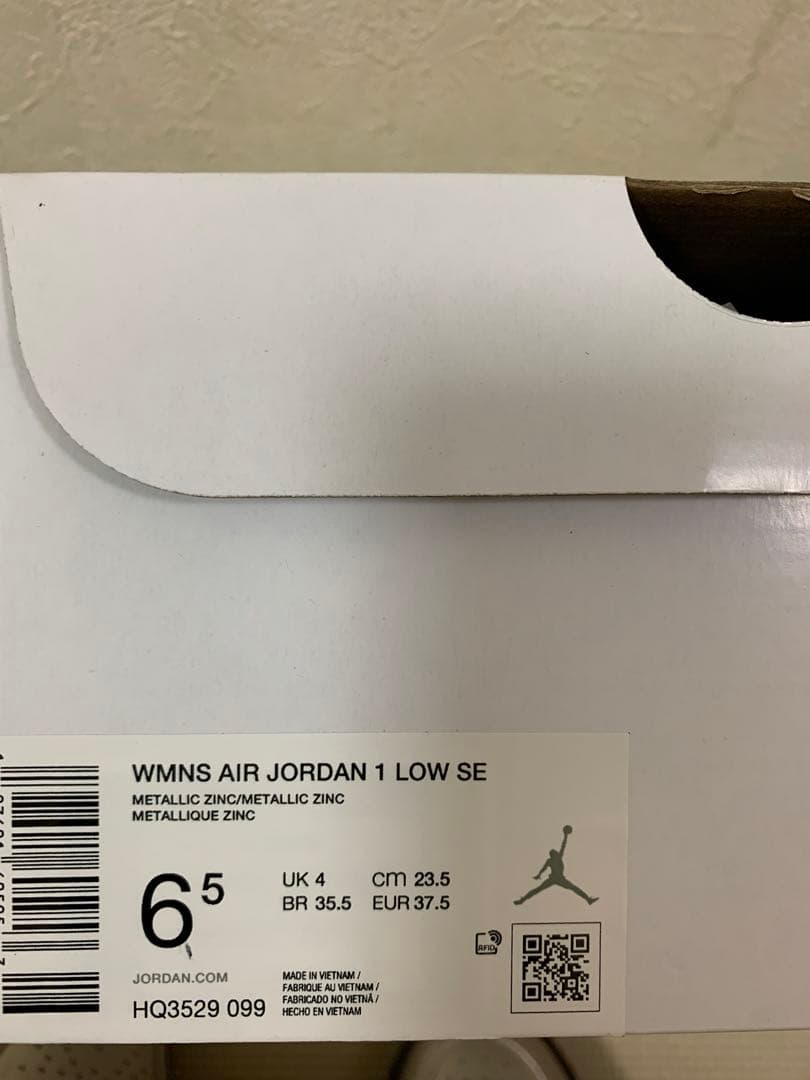 WMNS AIR JORDAN 1 LOW SE
METALLIC ZINC/METALLIC ZINC
METALLIQUE ZINC
6 5
UK 4 cm 23.5
BR 35.5 EUR 37.5
RFID
JORDAN.COM
HQ3529 099
MADE IN VIETNAM /
FABRIQUE AU VIETNAM /
FABRICADO NO VIETNÃ /
HECHO EN VIETNAM